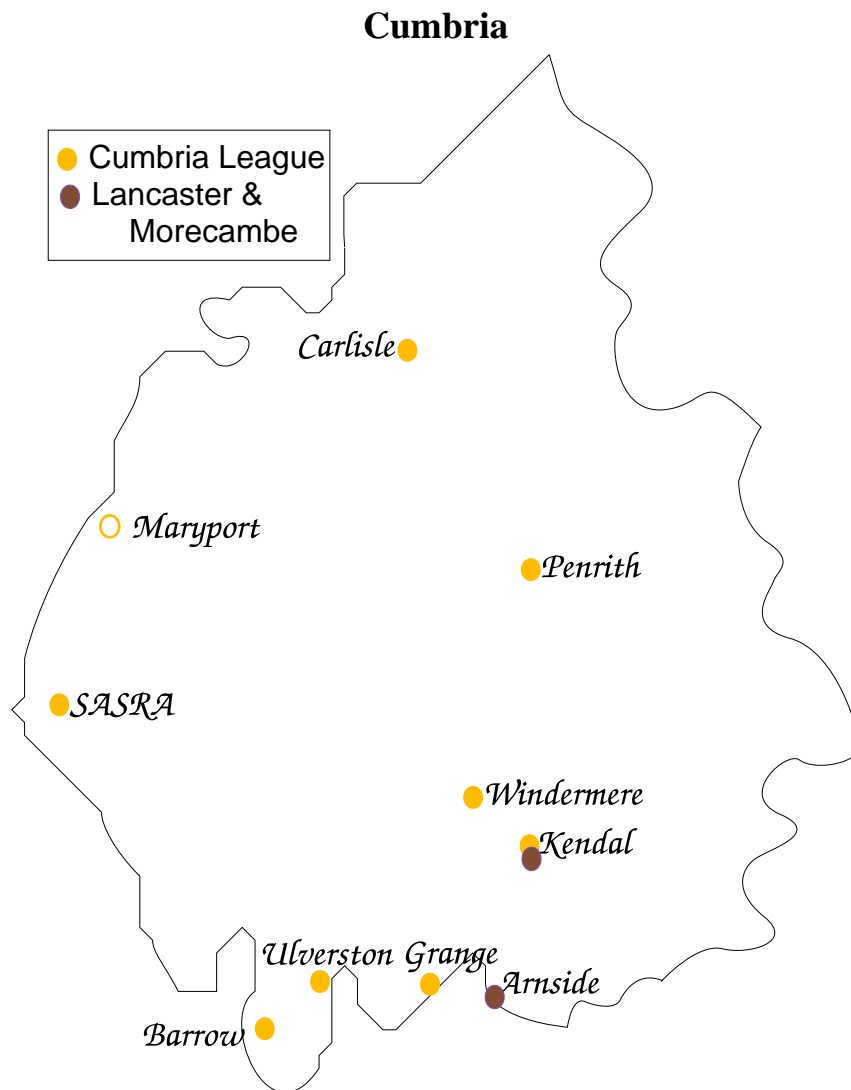 Cumbria
Cumbria League
Lancaster &
Morecambe
Carlisle
Maryport
Penrith
SASRA
Windermere
Kendal
Ulverston Grange
Arnside
Barrow